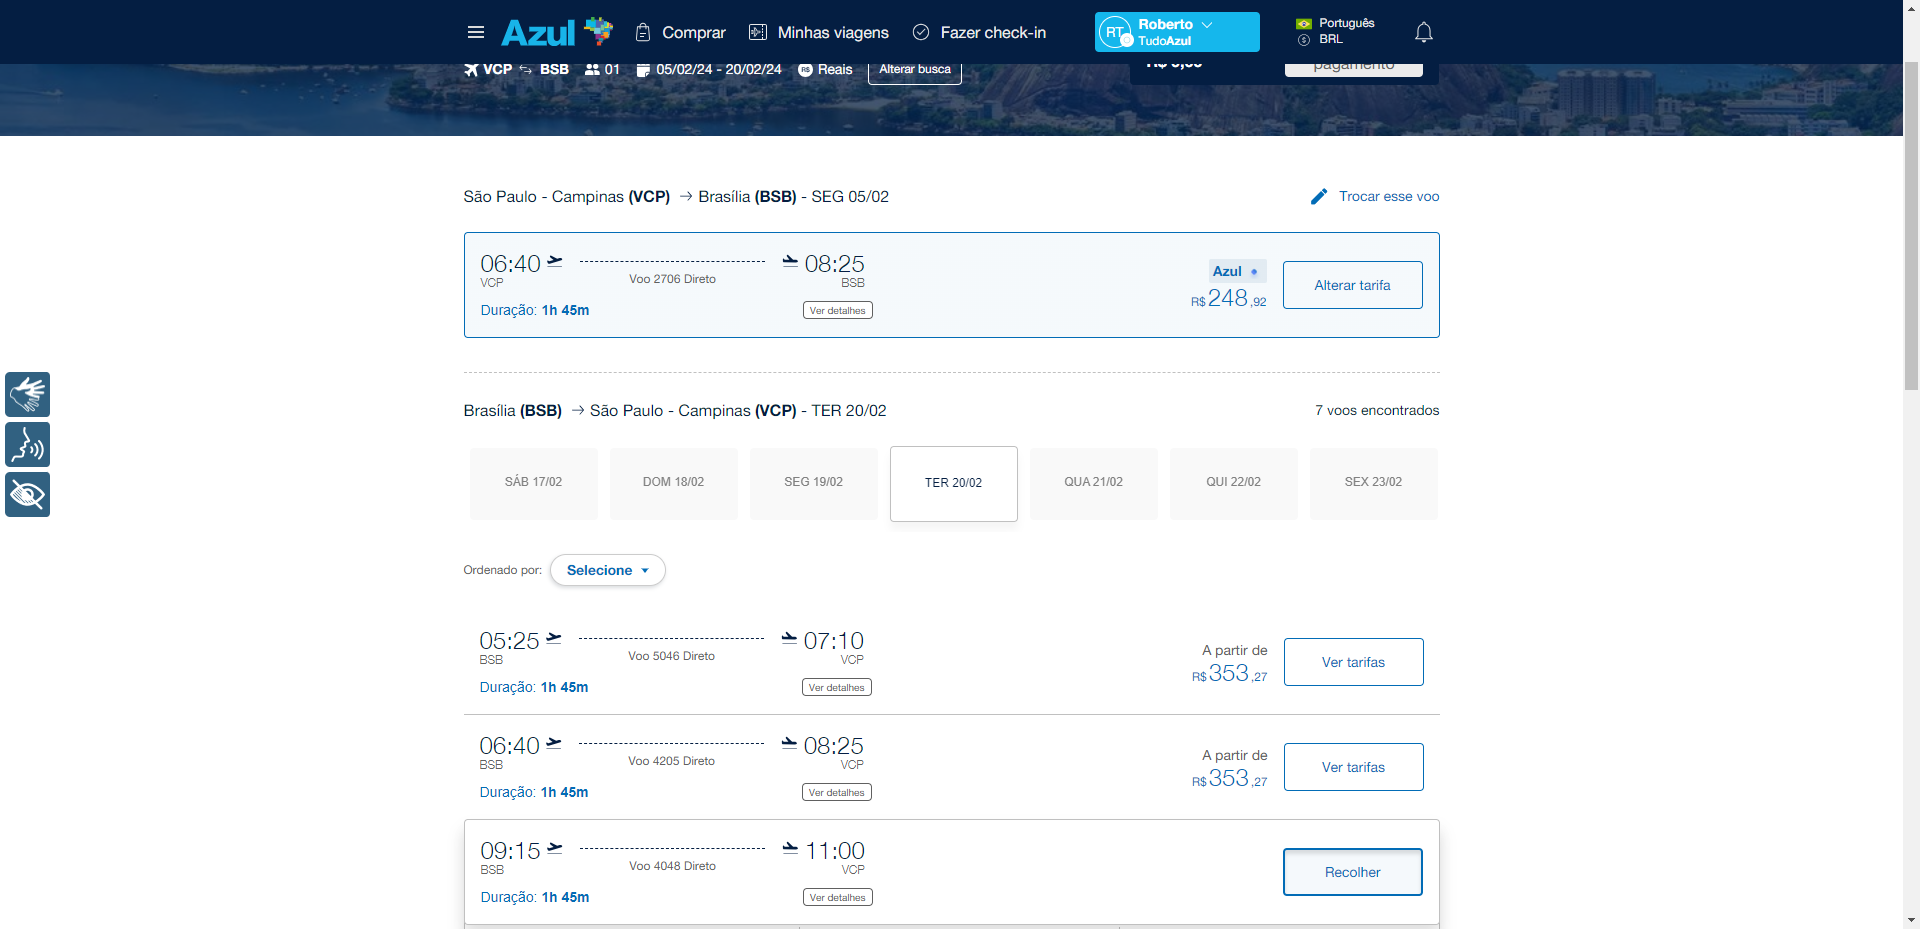 Azul
Comprar
Minhas viagens
Fazer check-in
RT
Roberto
TudoAzul
Português
BRL
VCP BSB 01 05/02/24 - 20/02/24 R$ Reais Alterar busca
pagamento
São Paulo - Campinas (VCP) → Brasília (BSB) - SEG 05/02
Trocar esse voo
06:40 08:25
VCP Voo 2706 Direto BSB
Duração: 1h 45m Ver detalhes
Azul
R$ 248,92
Alterar tarifa
Brasília (BSB) → São Paulo - Campinas (VCP) - TER 20/02
7 voos encontrados
SÁB 17/02 DOM 18/02 SEG 19/02 TER 20/02 QUA 21/02 QUI 22/02 SEX 23/02
Ordenado por: Selecione
05:25 07:10
BSB Voo 5046 Direto VCP
Duração: 1h 45m Ver detalhes
A partir de
R$ 353,27
Ver tarifas
06:40 08:25
BSB Voo 4205 Direto VCP
Duração: 1h 45m Ver detalhes
A partir de
R$ 353,27
Ver tarifas
09:15 11:00
BSB Voo 4048 Direto VCP
Duração: 1h 45m Ver detalhes
Recolher